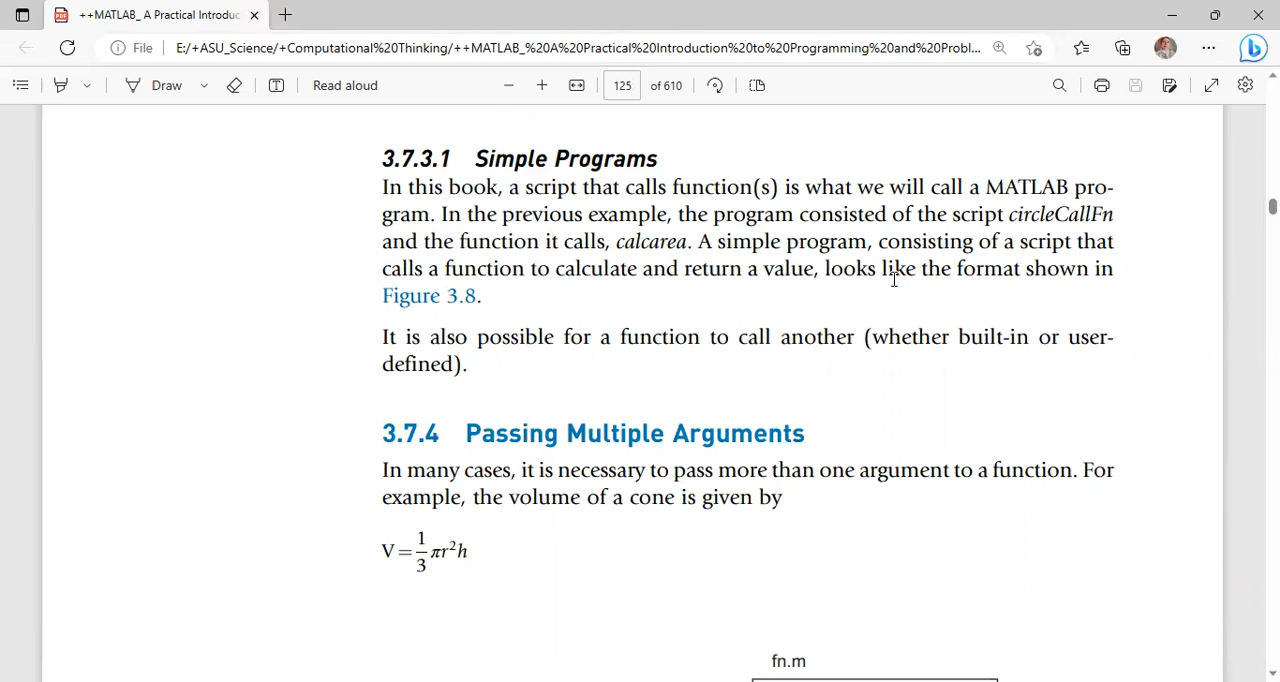 ++MATLAB_ A Practical Introduc
File
E:/+ASU_Science/+Computational%20Thinking/++MATLAB_%20A%20Practical%20Introduction%20to%20Programming%20and%20Probl...
Draw
Read aloud
125 of 610
3.7.3.1 Simple Programs
In this book, a script that calls function(s) is what we will call a MATLAB pro-
gram. In the previous example, the program consisted of the script circleCallFn
and the function it calls, calcarea. A simple program, consisting of a script that
calls a function to calculate and return a value, looks like the format shown in
Figure 3.8.
It is also possible for a function to call another (whether built-in or user-
defined).
3.7.4 Passing Multiple Arguments
In many cases, it is necessary to pass more than one argument to a function. For
example, the volume of a cone is given by
V=1/3 πr²h
fn.m